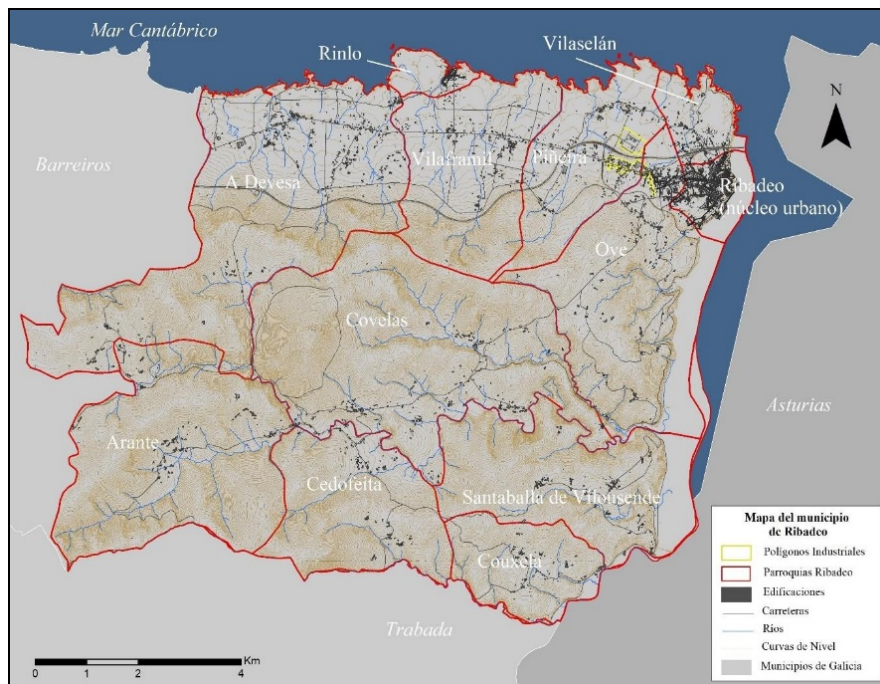 Mar Cantábrico
Rinlo
Vilaselán
N
Barreiros
A Devesa
Vilaframil
Piñeira
Ribadeo
(núcleo urbano)
Ove
Covelas
Asturias
Arante
Cedofeita
Santaballa de Vilousende
Couxela
Trabada
Mapa del municipio
de Ribadeo
Polígonos Industriales
Parroquias Ribadeo
Edificaciones
Carreteras
Ríos
Curvas de Nivel
Municipios de Galicia
Km
0 1 2 4